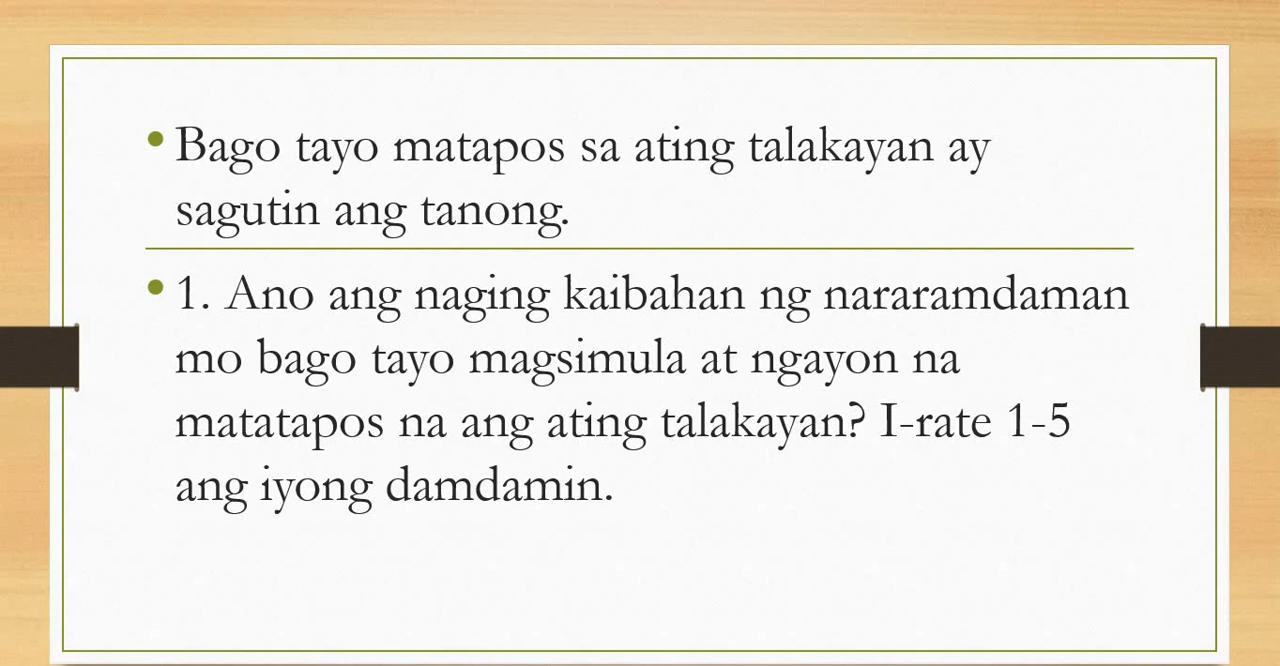 • Bago tayo matapos sa ating talakayan ay
sagutin ang tanong.
• 1. Ano ang naging kaibahan ng nararamdaman
mo bago tayo magsimula at ngayon na
matatapos na ang ating talakayan? I-rate 1-5
ang iyong damdamin.